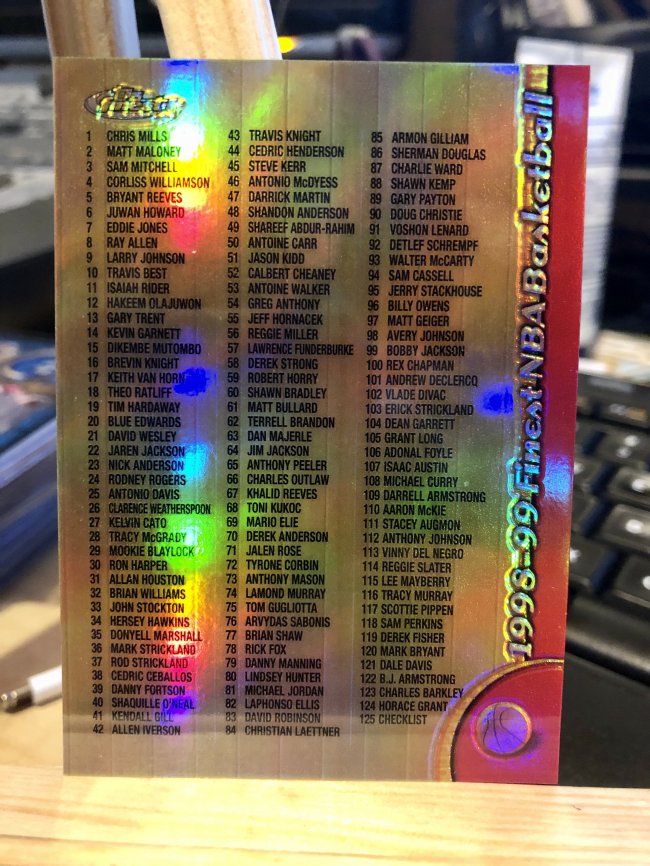 Finest
1 CHRIS MILLS
2 MATT MALONEY
3 SAM MITCHELL
4 CORLISS WILLIAMSON
5 BRYANT REEVES
6 JUWAN HOWARD
7 EDDIE JONES
8 RAY ALLEN
9 LARRY JOHNSON
10 TRAVIS BEST
11 ISAIAH RIDER
12 HAKEEM OLAJUWON
13 GARY TRENT
14 KEVIN GARNETT
15 DIKEMBE MUTOMBO
16 BREVIN KNIGHT
17 KEITH VAN HORN
18 THEO RATLIFF
19 TIM HARDAWAY
20 BLUE EDWARDS
21 DAVID WESLEY
22 JAREN JACKSON
23 NICK ANDERSON
24 RODNEY ROGERS
25 ANTONIO DAVIS
26 CLARENCE WEATHERSPOON
27 KELVIN CATO
28 TRACY McGRADY
29 MOOKIE BLAYLOCK
30 RON HARPER
31 ALLAN HOUSTON
32 BRIAN WILLIAMS
33 JOHN STOCKTON
34 HERSEY HAWKINS
35 DONYELL MARSHALL
36 MARK STRICKLAND
37 ROD STRICKLAND
38 CEDRIC CEBALLOS
39 DANNY FORTSON
40 SHAQUILLE O'NEAL
41 KENDALL GILL
42 ALLEN IVERSON
43 TRAVIS KNIGHT
44 CEDRIC HENDERSON
45 STEVE KERR
46 ANTONIO McDYESS
47 DARRICK MARTIN
48 SHANDON ANDERSON
49 SHAREEF ABDUR-RAHIM
50 ANTOINE CARR
51 JASON KIDD
52 CALBERT CHEANEY
53 ANTOINE WALKER
54 GREG ANTHONY
55 JEFF HORNACEK
56 REGGIE MILLER
57 LAWRENCE FUNDERBURKE
58 DEREK STRONG
59 ROBERT HORRY
60 SHAWN BRADLEY
61 MATT BULLARD
62 TERRELL BRANDON
63 DAN MAJERLE
64 JIM JACKSON
65 ANTHONY PEELER
66 CHARLES OUTLAW
67 KHALID REEVES
68 TONI KUKOC
69 MARIO ELIE
70 DEREK ANDERSON
71 JALEN ROSE
72 TYRONE CORBIN
73 ANTHONY MASON
74 LAMOND MURRAY
75 TOM GUGLIOTTA
76 ARVYDAS SABONIS
77 BRIAN SHAW
78 RICK FOX
79 DANNY MANNING
80 LINDSEY HUNTER
81 MICHAEL JORDAN
82 LAPHONSO ELLIS
83 DAVID ROBINSON
84 CHRISTIAN LAETTNER
85 ARMON GILLIAM
86 SHERMAN DOUGLAS
87 CHARLIE WARD
88 SHAWN KEMP
89 GARY PAYTON
90 DOUG CHRISTIE
91 VOSHON LENARD
92 DETLEF SCHREMPF
93 WALTER McCARTY
94 SAM CASSELL
95 JERRY STACKHOUSE
96 BILLY OWENS
97 MATT GEIGER
98 AVERY JOHNSON
99 BOBBY JACKSON
100 REX CHAPMAN
101 ANDREW DECLERCQ
102 VLADE DIVAC
103 ERICK STRICKLAND
104 DEAN GARRETT
105 GRANT LONG
106 ADONAL FOYLE
107 ISAAC AUSTIN
108 MICHAEL CURRY
109 DARRELL ARMSTRONG
110 AARON McKIE
111 STACEY AUGMON
112 ANTHONY JOHNSON
113 VINNY DEL NEGRO
114 REGGIE SLATER
115 LEE MAYBERRY
116 TRACY MURRAY
117 SCOTTIE PIPPEN
118 SAM PERKINS
119 DEREK FISHER
120 MARK BRYANT
121 DALE DAVIS
122 B.J. ARMSTRONG
123 CHARLES BARKLEY
124 HORACE GRANT
125 CHECKLIST
1998-99 Finest NBA Basketball